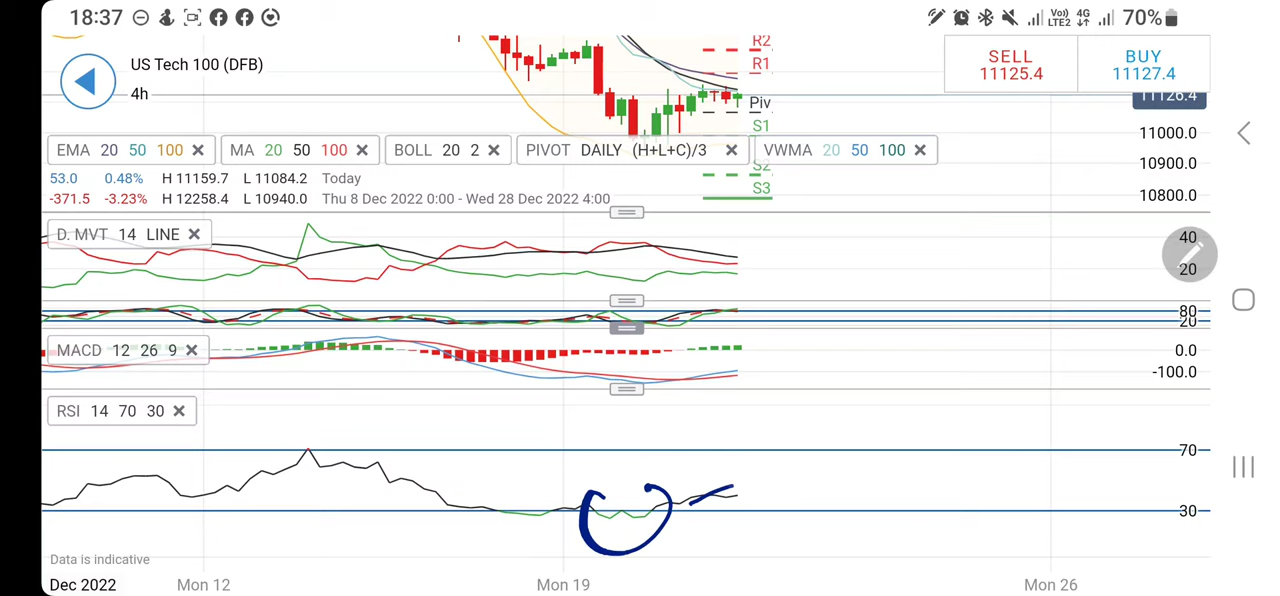 18:37 Vo)) LTE2 4G 70%
US Tech 100 (DFB)
4h
R2
R1
Piv
S1
S2
S3
SELL
11125.4
BUY
11127.4
11126.4
11000.0
10900.0
10800.0
EMA 20 50 100 ×
MA 20 50 100 ×
BOLL 20 2 ×
PIVOT DAILY (H+L+C)/3 ×
VWMA 20 50 100 ×
53.0 0.48% H 11159.7 L 11084.2 Today
-371.5 -3.23% H 12258.4 L 10940.0 Thu 8 Dec 2022 0:00 - Wed 28 Dec 2022 4:00
D. MVT 14 LINE ×
40
20
80
20
MACD 12 26 9 ×
0.0
-100.0
RSI 14 70 30 ×
70
30
Data is indicative
Dec 2022 Mon 12 Mon 19 Mon 26